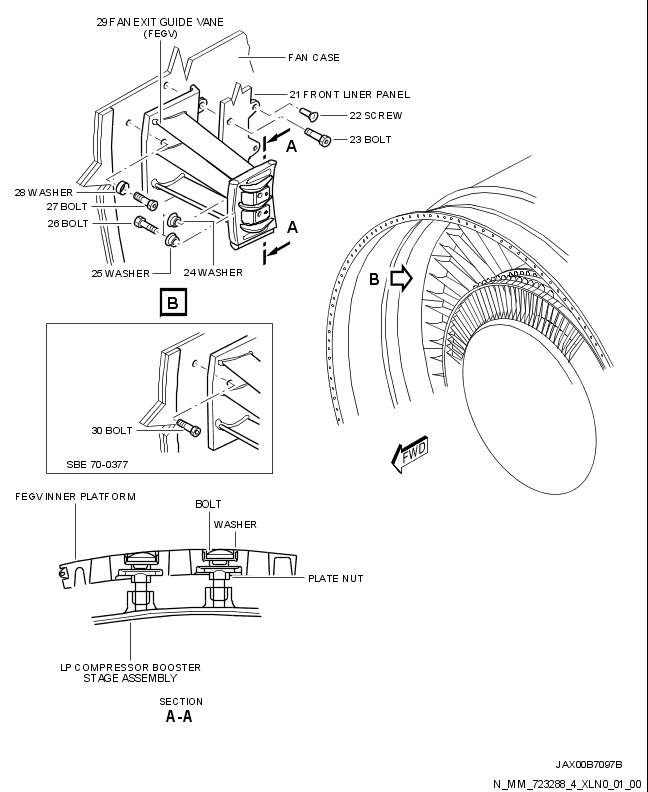 29 FAN EXIT GUIDE VANE
(FEGV)
FAN CASE
21 FRONT LINER PANEL
22 SCREW
23 BOLT
A
28 WASHER
27 BOLT
26 BOLT
A
25 WASHER
24 WASHER
B
B
30 BOLT
SBE 70-0377
FWD
FEGV INNER PLATFORM
BOLT
WASHER
PLATE NUT
LP COMPRESSOR BOOSTER
STAGE ASSEMBLY
SECTION
A-A
JAX00B7097B
N_MM_723288_4_XLN0_01_00